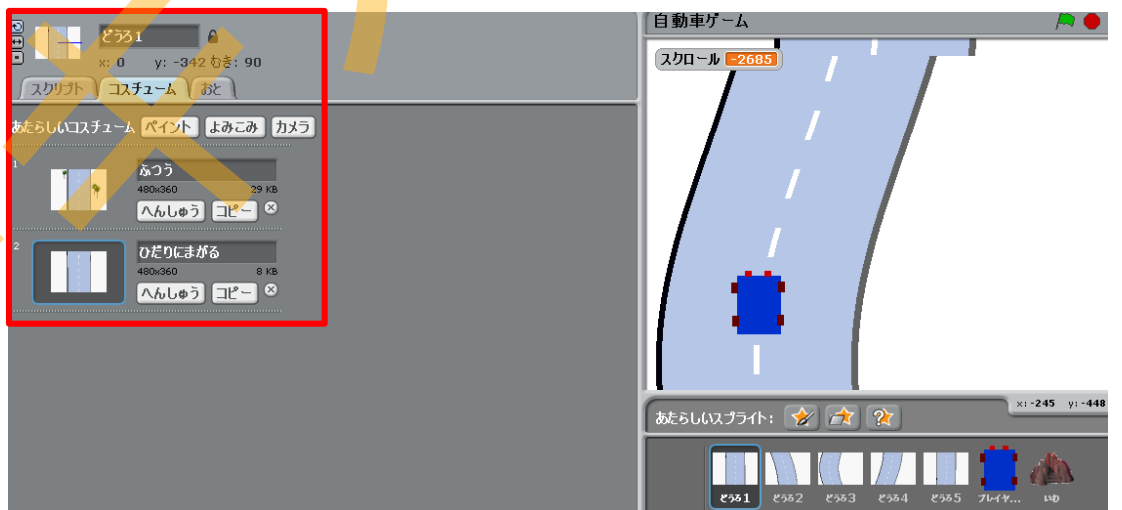 どうろ1
x: 0 y: -342 むき: 90
スクリプト コスチューム おと
あたらしいコスチューム ペイント よみこみ カメラ
1
ふつう
480x360 29 KB
へんしゅう コピー
2
ひだりにまがる
480x360 8 KB
へんしゅう コピー
自動車ゲーム
スクロール -2685
x: -245 y: -448
あたらしいスプライト:
どうろ1 どうろ2 どうろ3 どうろ4 どうろ5 プレイヤ... いわ